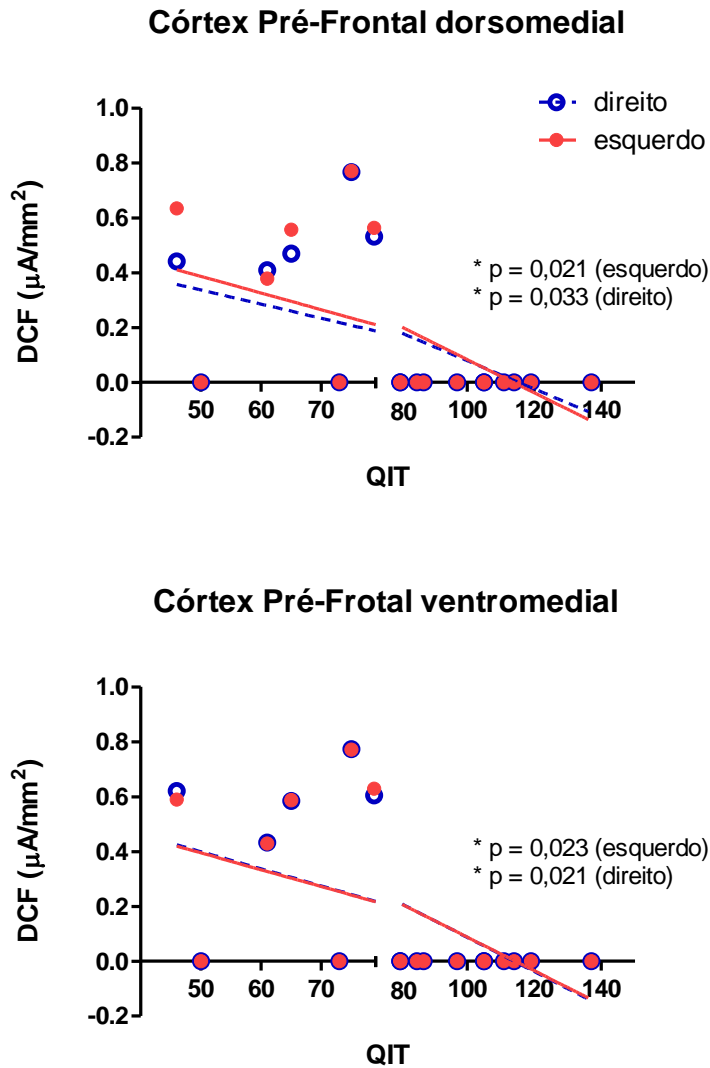 Córtex Pré-Frontal dorsomedial
direito
esquerdo
1.0
0.8
0.6
0.4
0.2
0.0
-0.2
DCF (μA/mm²)
* p = 0,021 (esquerdo)
* p = 0,033 (direito)
50 60 70 80 100 120 140
QIT
Córtex Pré-Frotal ventromedial
1.0
0.8
0.6
0.4
0.2
0.0
-0.2
DCF (μA/mm²)
* p = 0,023 (esquerdo)
* p = 0,021 (direito)
50 60 70 80 100 120 140
QIT